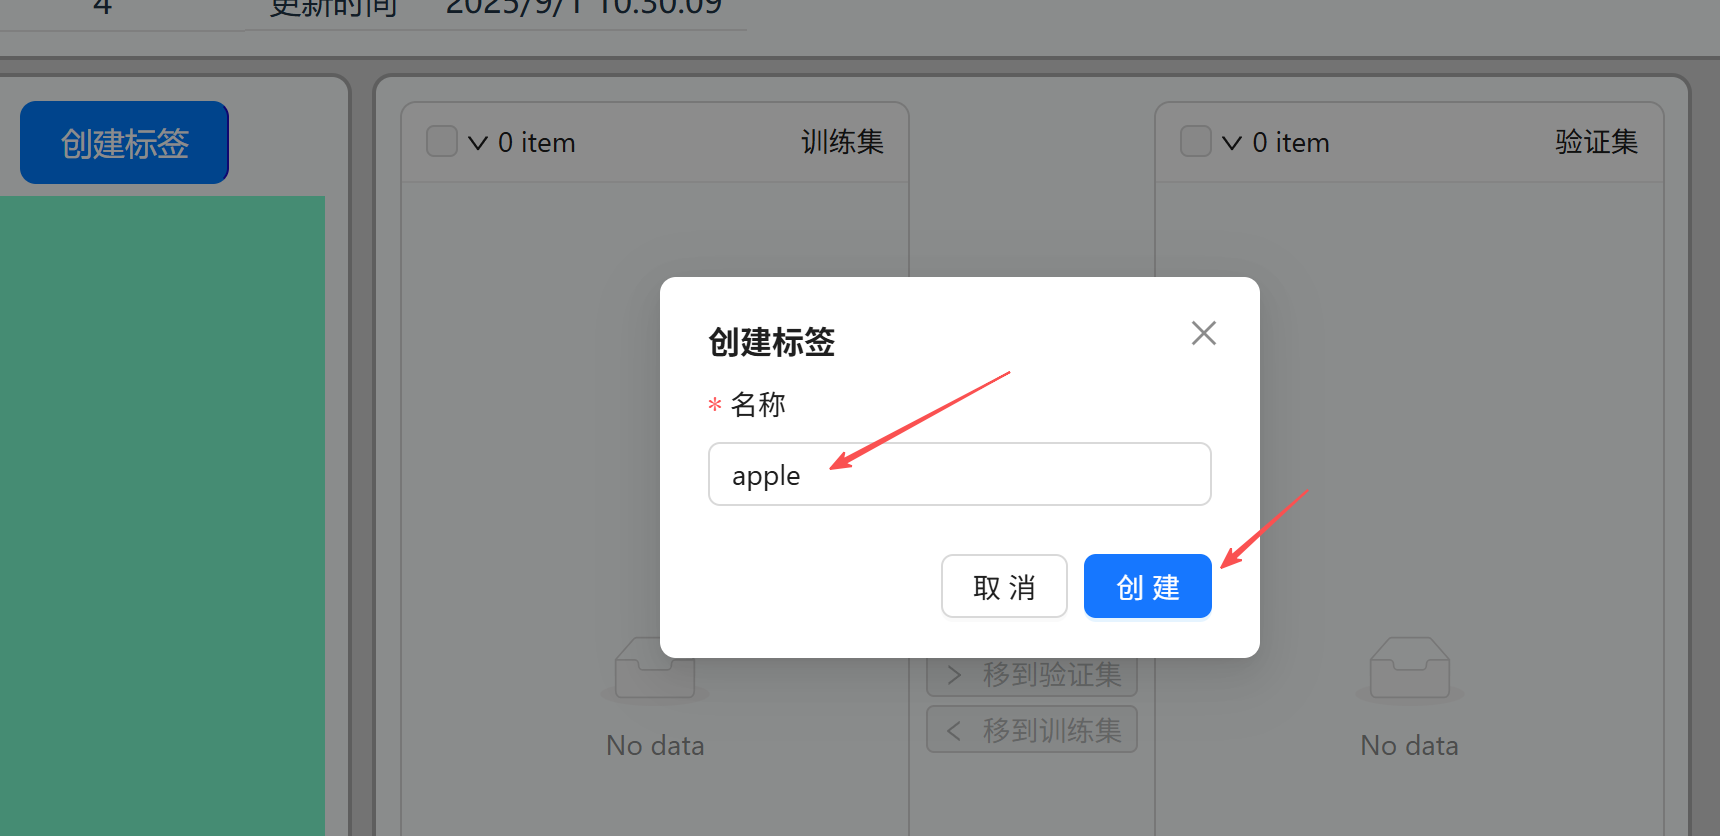 4 更新时间 2025/9/1 10:30:09
创建标签
0 item 训练集
0 item 验证集
创建标签
* 名称
apple
取 消 创 建
> 移到验证集
< 移到训练集
No data
No data